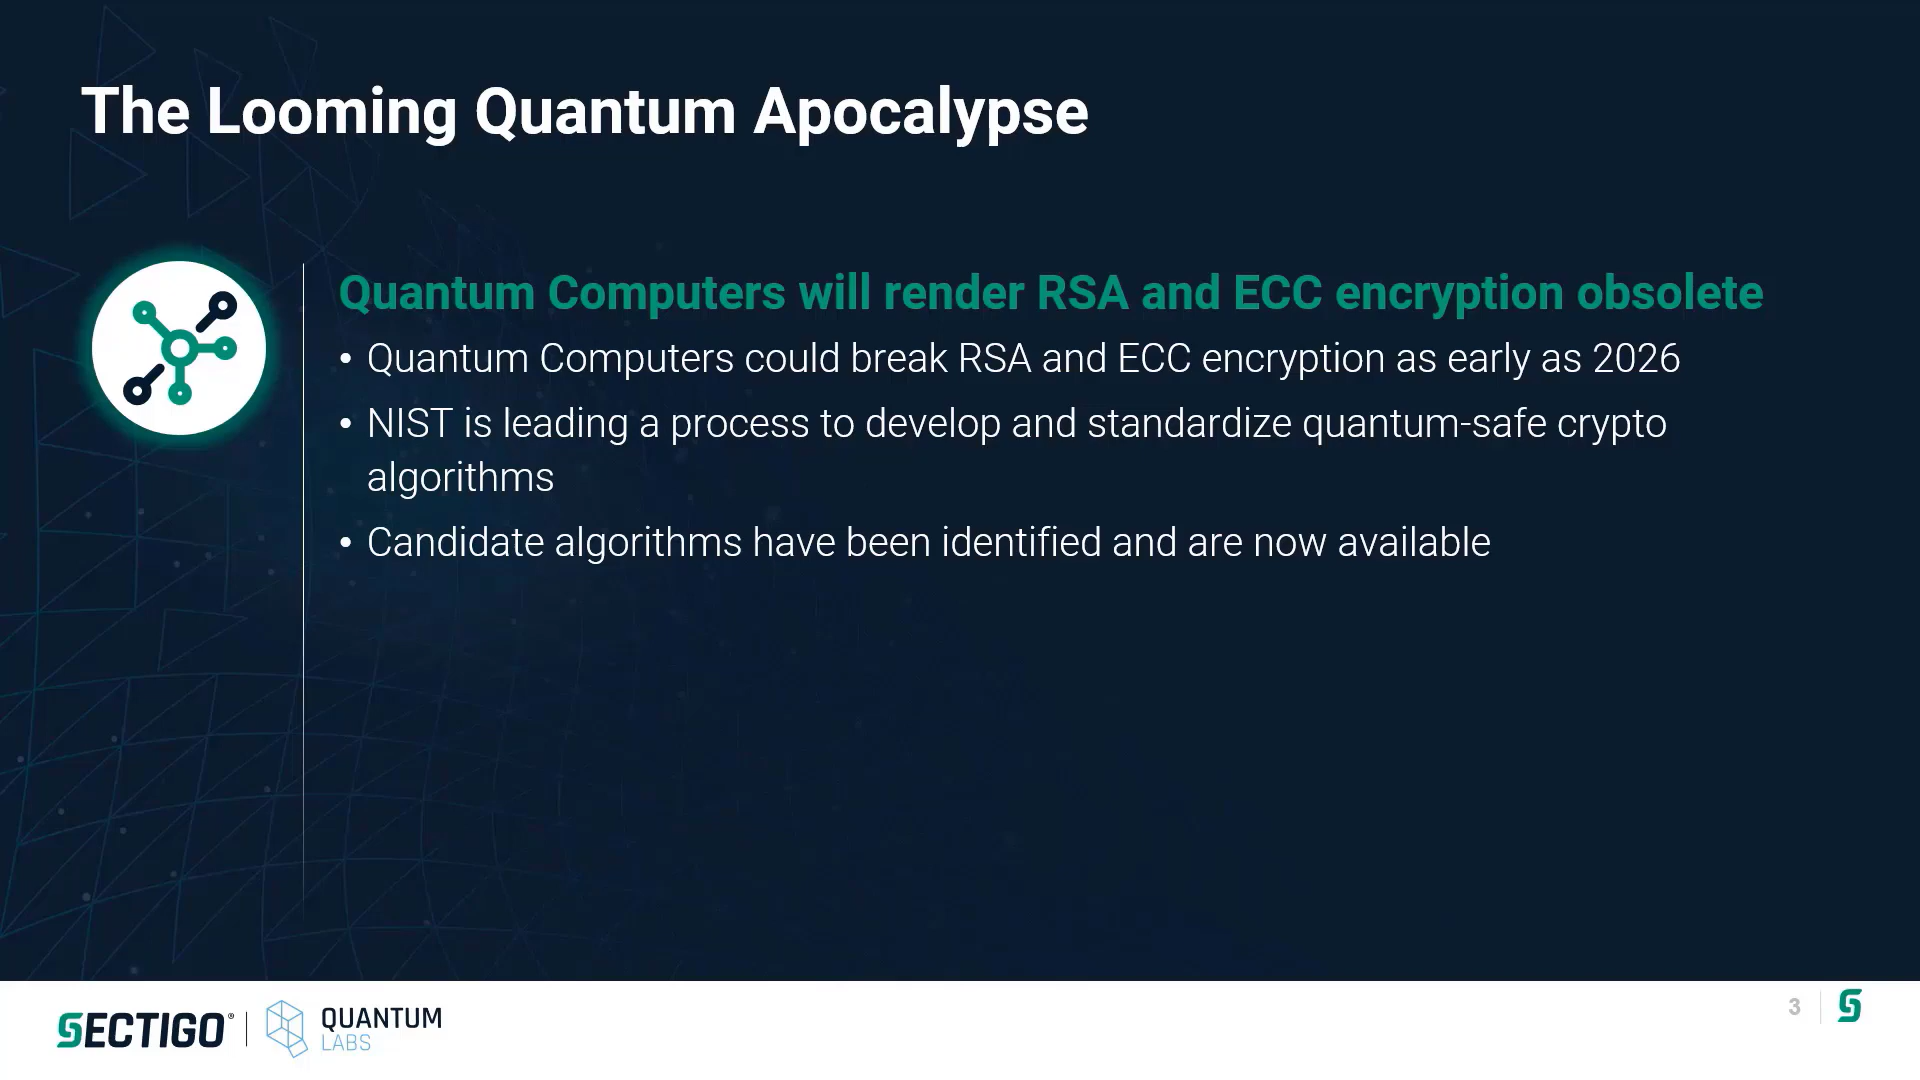 The Looming Quantum Apocalypse
Quantum Computers will render RSA and ECC encryption obsolete
• Quantum Computers could break RSA and ECC encryption as early as 2026
• NIST is leading a process to develop and standardize quantum-safe crypto
algorithms
• Candidate algorithms have been identified and are now available
SECTIGO®
QUANTUM
LABS
3
S